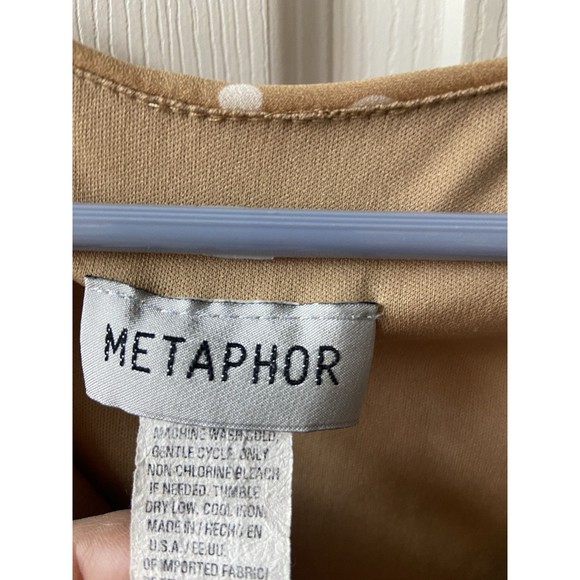 METAPHOR
MACHINE WASH COLD,
GENTLE CYCLE, ONLY
NON CHLORINE BLEACH
IF NEEDED. TUMBLE
DRY LOW, COOL IRON.
MADE IN / HECHO EN
U.S.A. / EE.UU.
OF IMPORTED FABRIC/